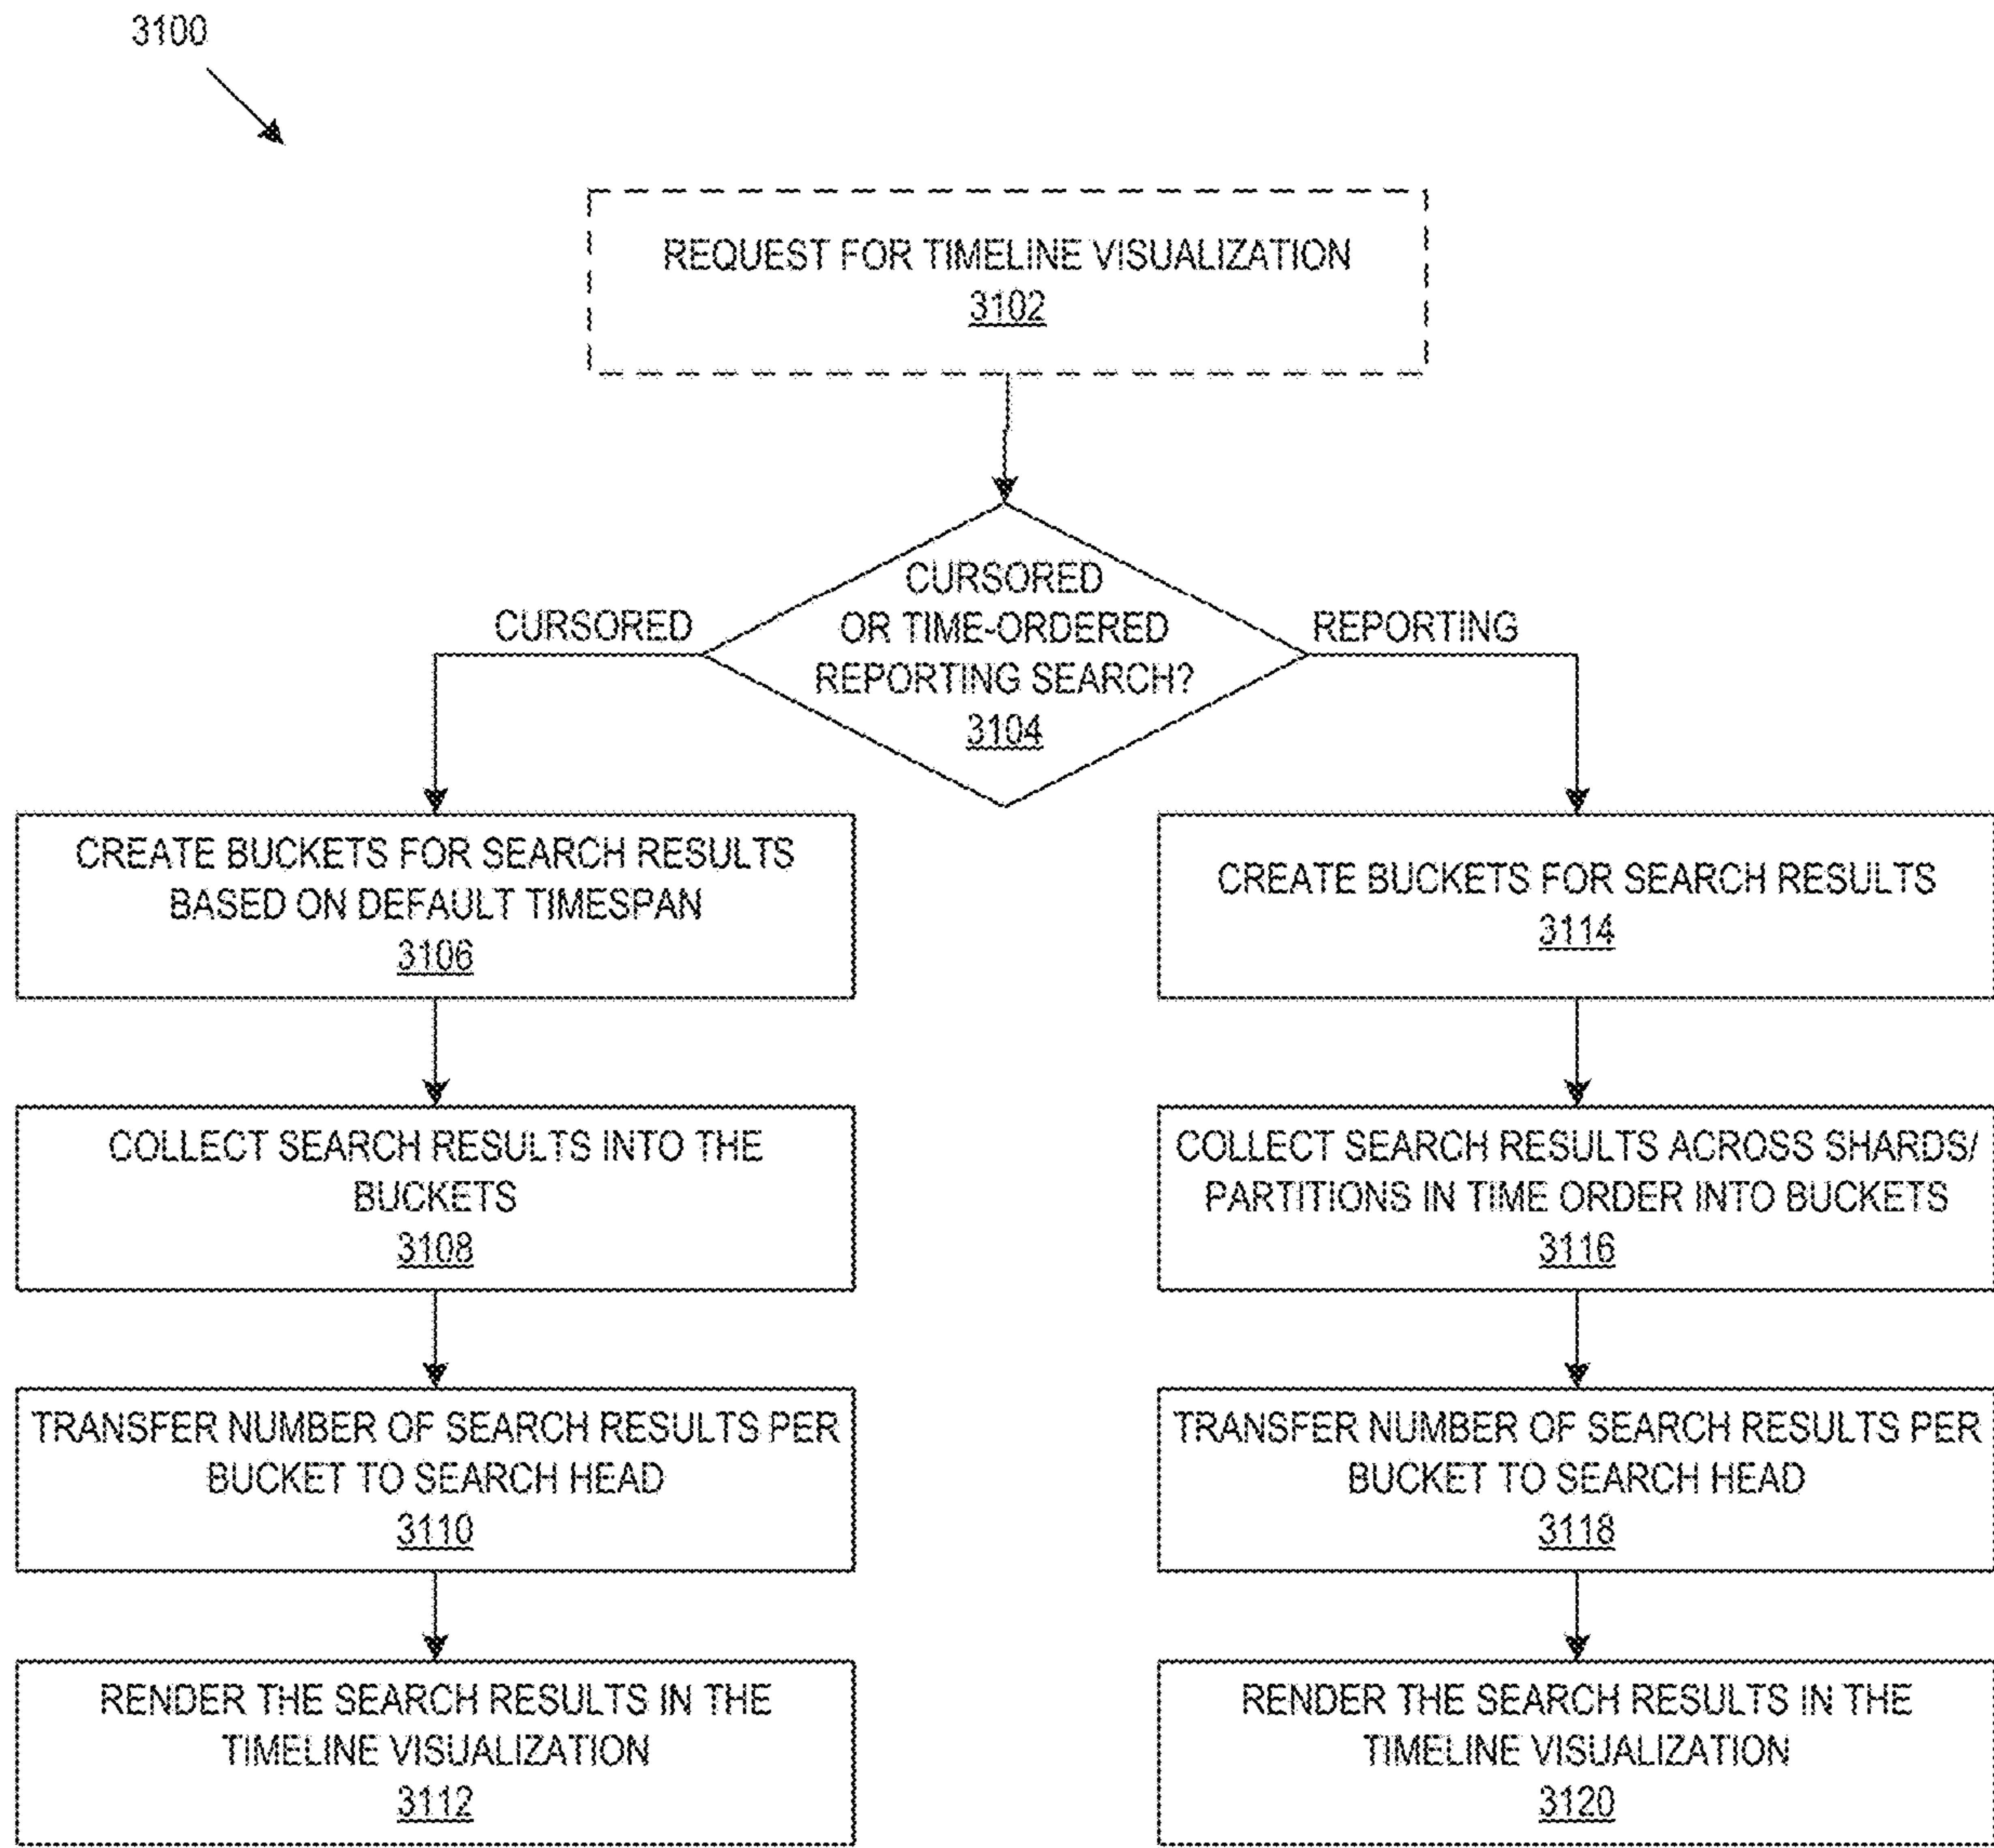 3100
REQUEST FOR TIMELINE VISUALIZATION
3102
CURSORED
OR TIME-ORDERED
REPORTING SEARCH?
3104
CURSORED
REPORTING
CREATE BUCKETS FOR SEARCH RESULTS
BASED ON DEFAULT TIMESPAN
3106
COLLECT SEARCH RESULTS INTO THE
BUCKETS
3108
TRANSFER NUMBER OF SEARCH RESULTS PER
BUCKET TO SEARCH HEAD
3110
RENDER THE SEARCH RESULTS IN THE
TIMELINE VISUALIZATION
3112
CREATE BUCKETS FOR SEARCH RESULTS
3114
COLLECT SEARCH RESULTS ACROSS SHARDS/
PARTITIONS IN TIME ORDER INTO BUCKETS
3116
TRANSFER NUMBER OF SEARCH RESULTS PER
BUCKET TO SEARCH HEAD
3118
RENDER THE SEARCH RESULTS IN THE
TIMELINE VISUALIZATION
3120